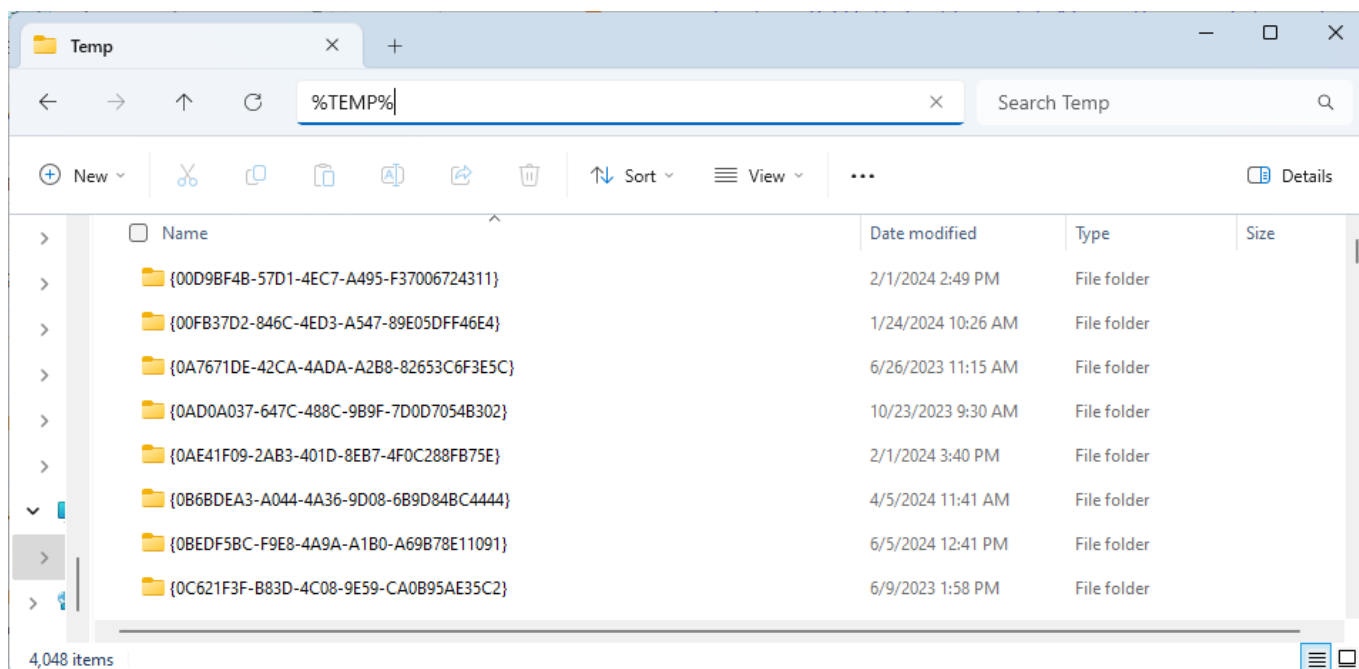 Temp
%TEMP%
Search Temp
New
Sort
View
Details
Name Date modified Type Size
{00D9BF4B-57D1-4EC7-A495-F37006724311} 2/1/2024 2:49 PM File folder
{00FB37D2-846C-4ED3-A547-89E05DFF46E4} 1/24/2024 10:26 AM File folder
{0A7671DE-42CA-4ADA-A2B8-82653C6F3E5C} 6/26/2023 11:15 AM File folder
{0AD0A037-647C-488C-9B9F-7D0D7054B302} 10/23/2023 9:30 AM File folder
{0AE41F09-2AB3-401D-8EB7-4F0C288FB75E} 2/1/2024 3:40 PM File folder
{0B6BDEA3-A044-4A36-9D08-6B9D84BC4444} 4/5/2024 11:41 AM File folder
{0BEDF5BC-F9E8-4A9A-A1B0-A69B78E11091} 6/5/2024 12:41 PM File folder
{0C621F3F-B83D-4C08-9E59-CA0B95AE35C2} 6/9/2023 1:58 PM File folder
4,048 items